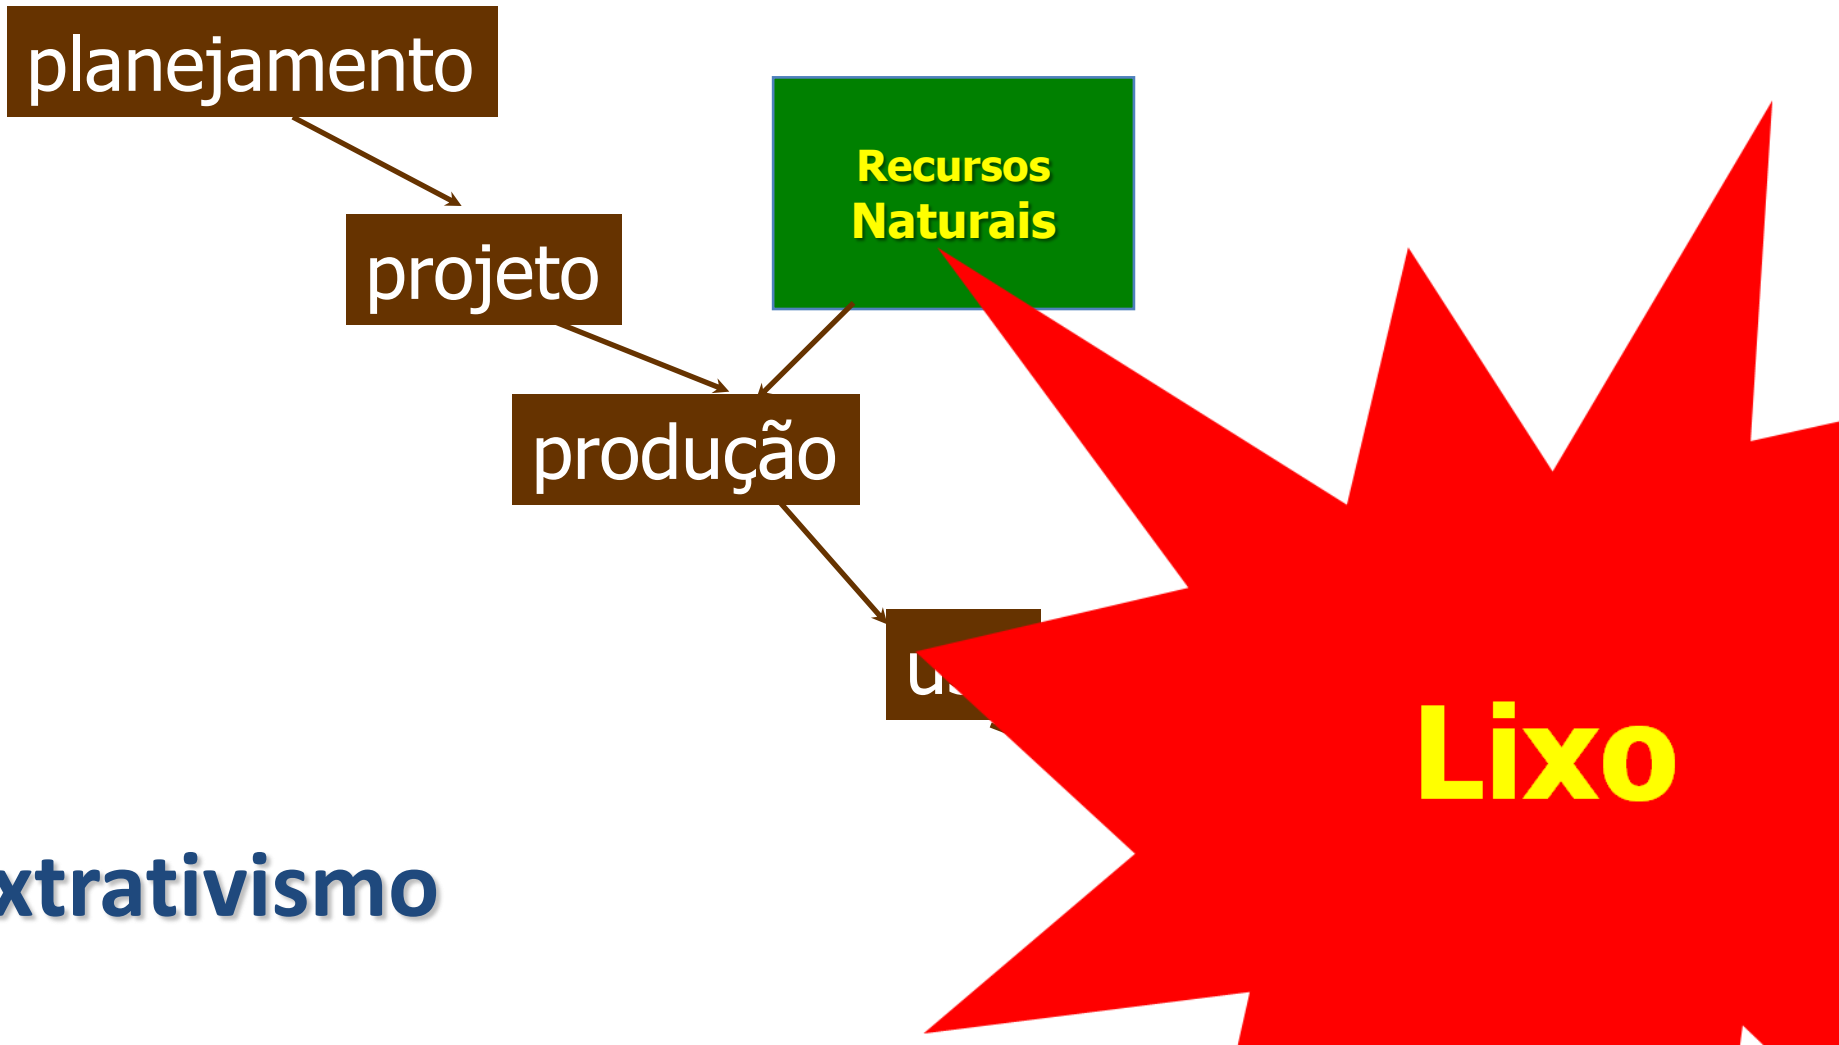 planejamento
Recursos
Naturais
projeto
produção
Lixo
xtrativismo